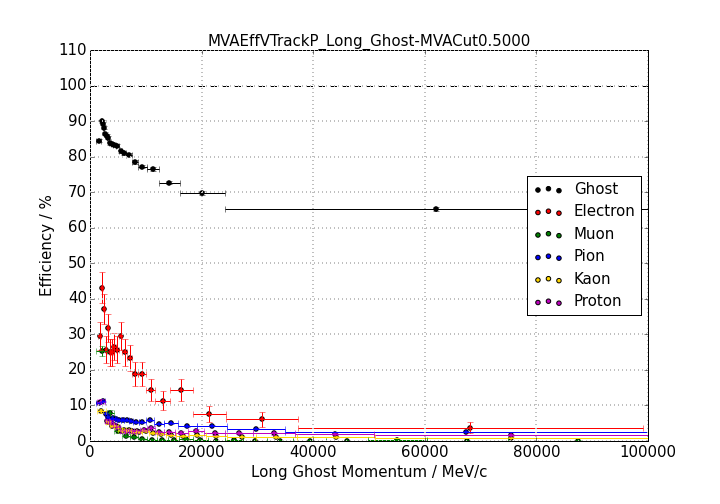 MVAEffVTrackP_Long_Ghost-MVACut0.5000
110
100
90
80
70
60
50
40
30
20
10
0
Efficiency / %
Ghost
Electron
Muon
Pion
Kaon
Proton
0 20000 40000 60000 80000 100000
Long Ghost Momentum / MeV/c